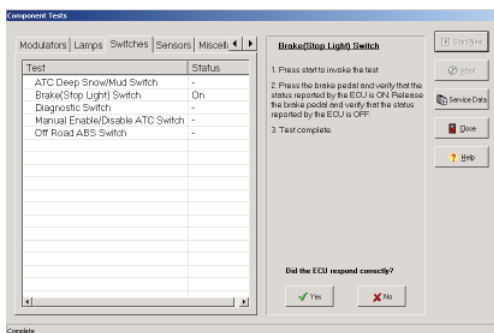 Component Tests
Modulators Lamps Switches Sensors Miscell
Test Status
ATC Deep Snow/Mud Switch -
Brake(Stop Light) Switch On
Diagnostic Switch -
Manual Enable/Disable ATC Switch -
Off Road ABS Switch -
Brake(Stop Light) Switch
1. Press start to invoke the test
2. Press the brake pedal and verify that the
status reported by the ECU is ON. Release
the brake pedal and verify that the status
reported by the ECU is OFF.
3. Test complete.
Did the ECU respond correctly?
Yes No
Start/New
Abort
Service Data
Close
Help
Complete